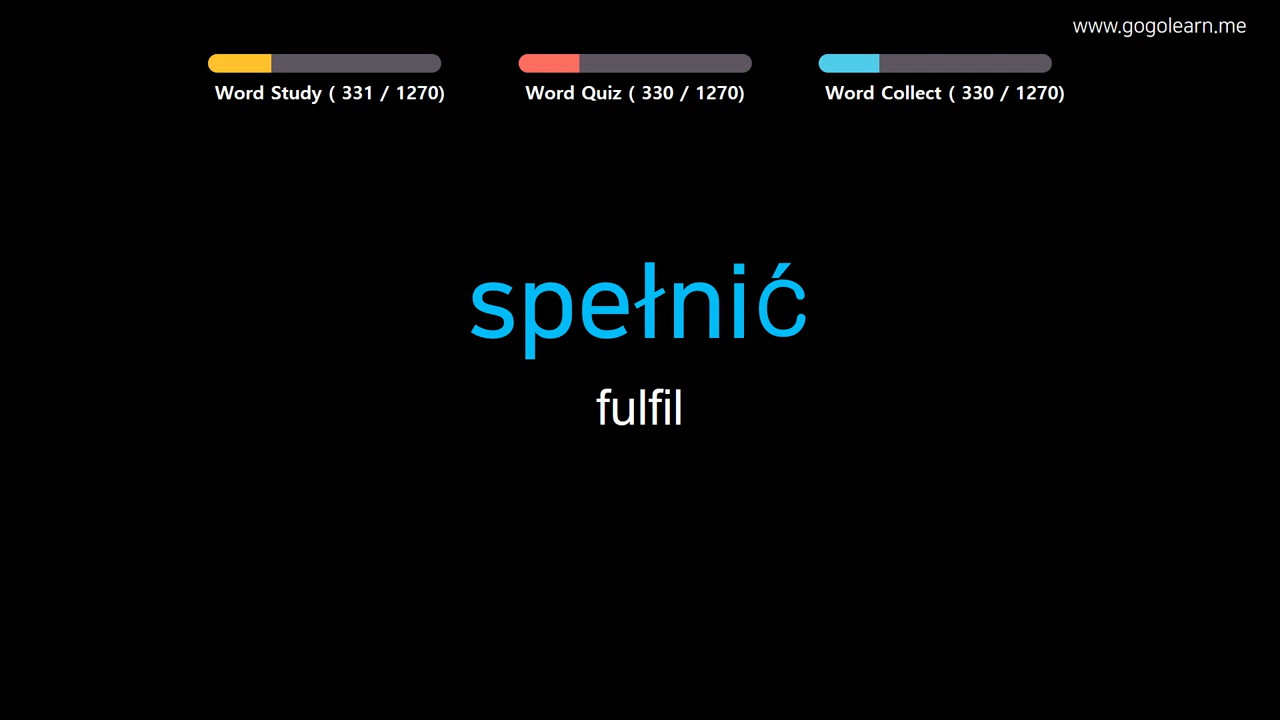 www.gogolearn.me
Word Study ( 331 / 1270)
Word Quiz ( 330 / 1270)
Word Collect ( 330 / 1270)
spełnić
fulfil